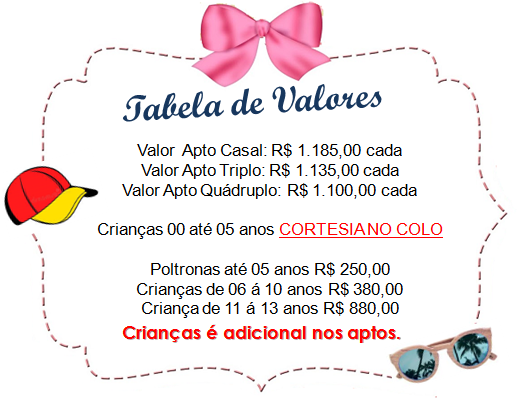 Tabela de Valores
Valor Apto Casal: R$ 1.185,00 cada
Valor Apto Triplo: R$ 1.135,00 cada
Valor Apto Quádruplo: R$ 1.100,00 cada
Crianças 00 até 05 anos CORTESIANO COLO
Poltronas até 05 anos R$ 250,00
Crianças de 06 á 10 anos R$ 380,00
Criança de 11 á 13 anos R$ 880,00
Crianças é adicional nos aptos.